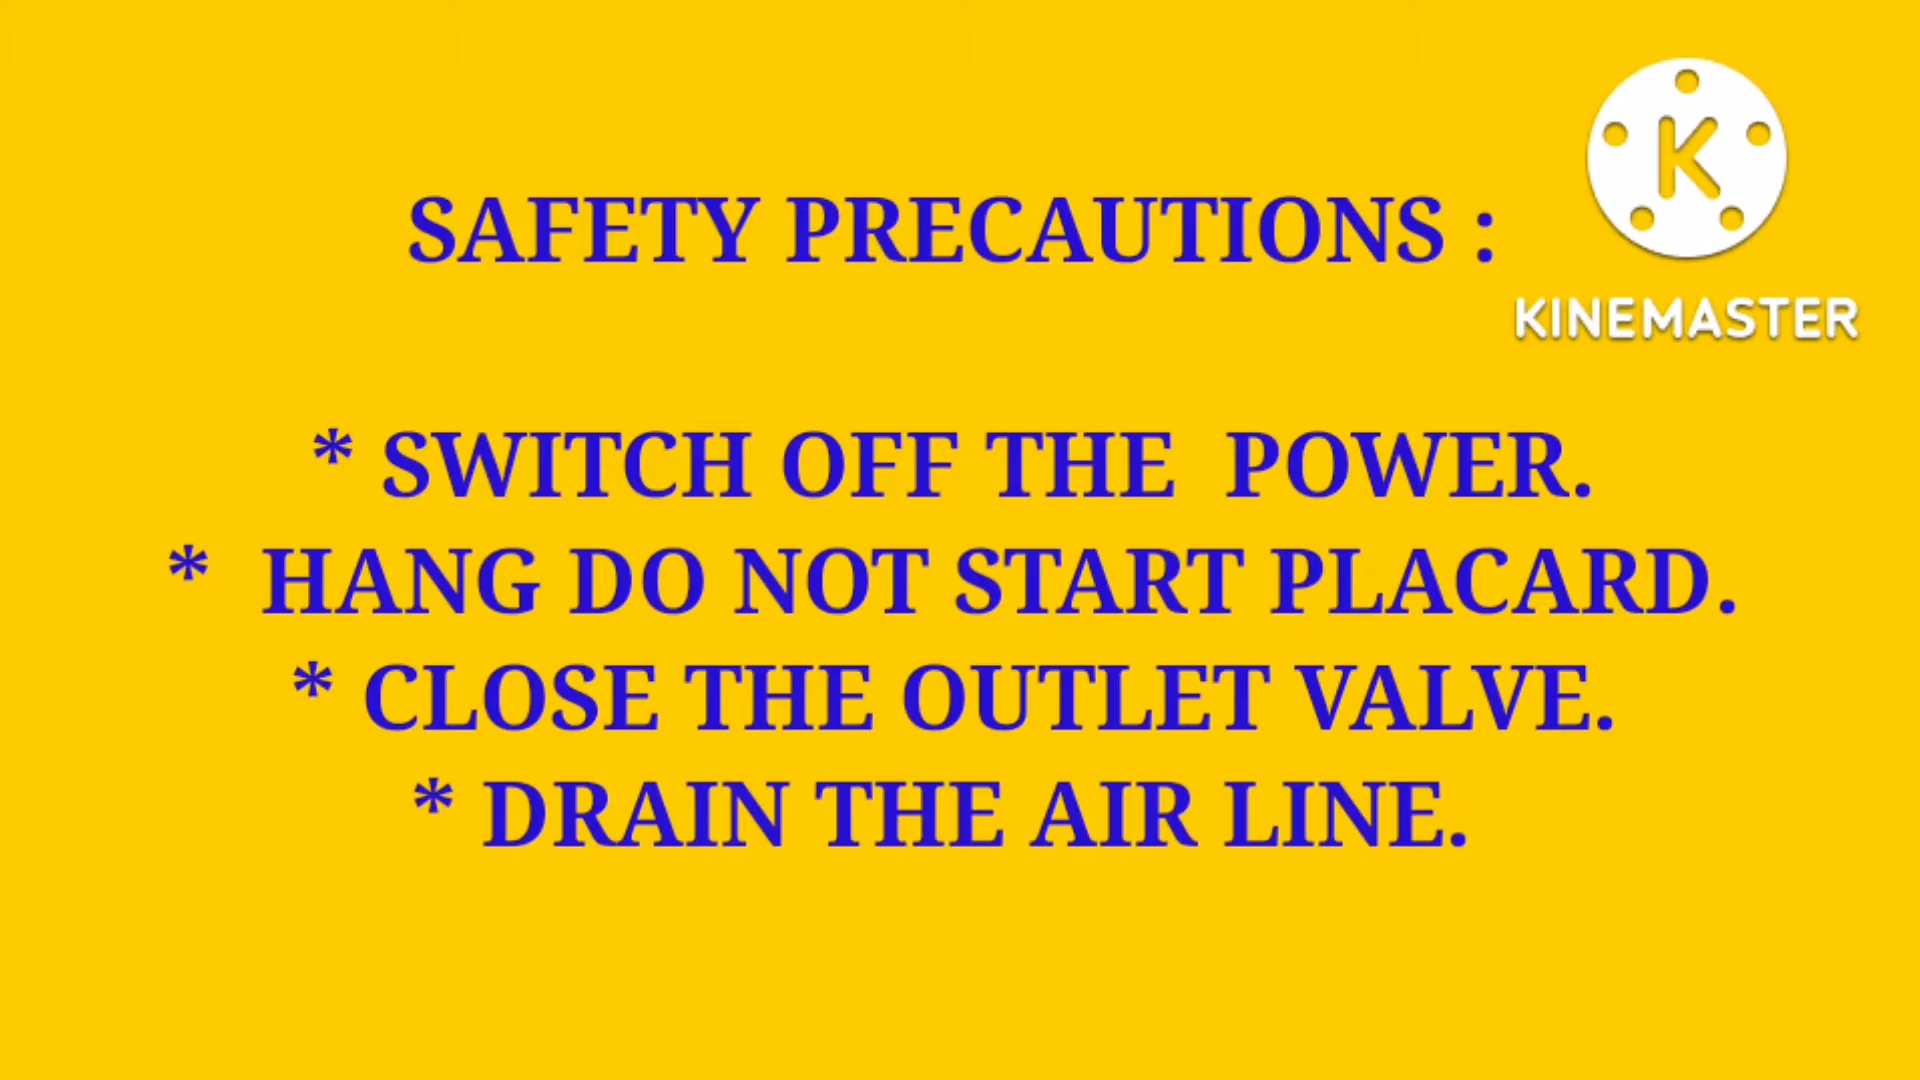 SAFETY PRECAUTIONS :
K
KINEMASTER
* SWITCH OFF THE  POWER.
*  HANG DO NOT START PLACARD.
* CLOSE THE OUTLET VALVE.
* DRAIN THE AIR LINE.